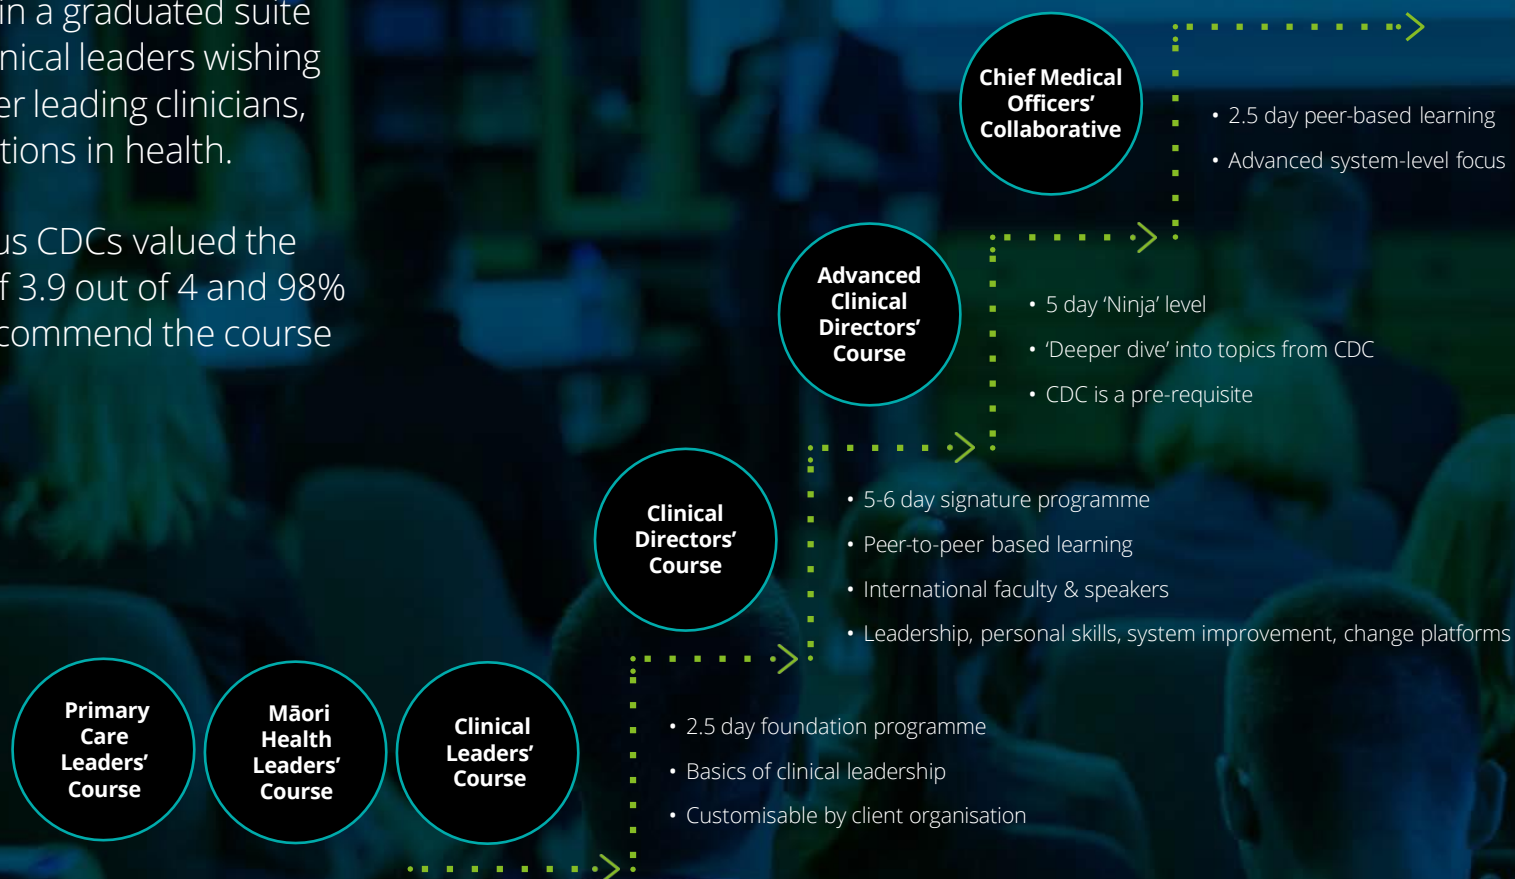 in a graduated suite
nical leaders wishing
er leading clinicians,
tions in health.
us CDCs valued the
f 3.9 out of 4 and 98%
commend the course
Chief Medical
Officers’
Collaborative
• 2.5 day peer-based learning
• Advanced system-level focus
Advanced
Clinical
Directors’
Course
• 5 day ‘Ninja’ level
• ‘Deeper dive’ into topics from CDC
• CDC is a pre-requisite
Clinical
Directors’
Course
• 5-6 day signature programme
• Peer-to-peer based learning
• International faculty & speakers
• Leadership, personal skills, system improvement, change platforms
Primary
Care
Leaders’
Course
Māori
Health
Leaders’
Course
Clinical
Leaders’
Course
• 2.5 day foundation programme
• Basics of clinical leadership
• Customisable by client organisation